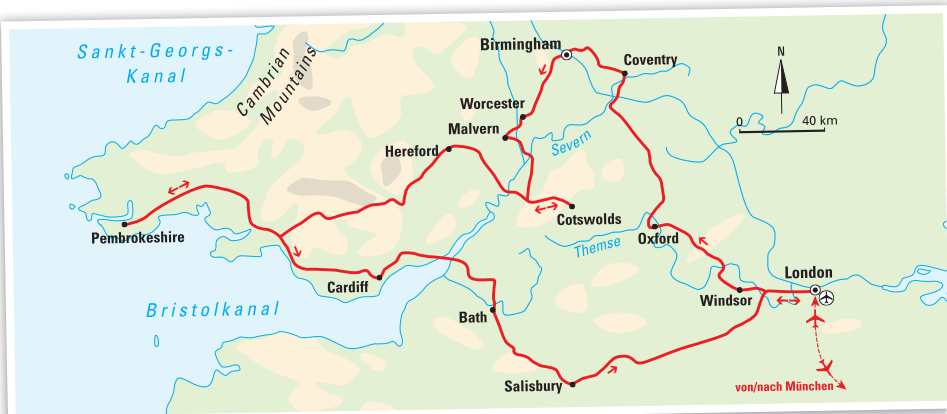 Sankt-Georgs-
Kanal
Cambrian
Mountains
Birmingham
Coventry
N
Worcester
0 40 km
Malvern
Severn
Hereford
Cotswolds
Pembrokeshire
Themse
Oxford
London
Cardiff
Windsor
Bristolkanal
Bath
Salisbury
von/nach München